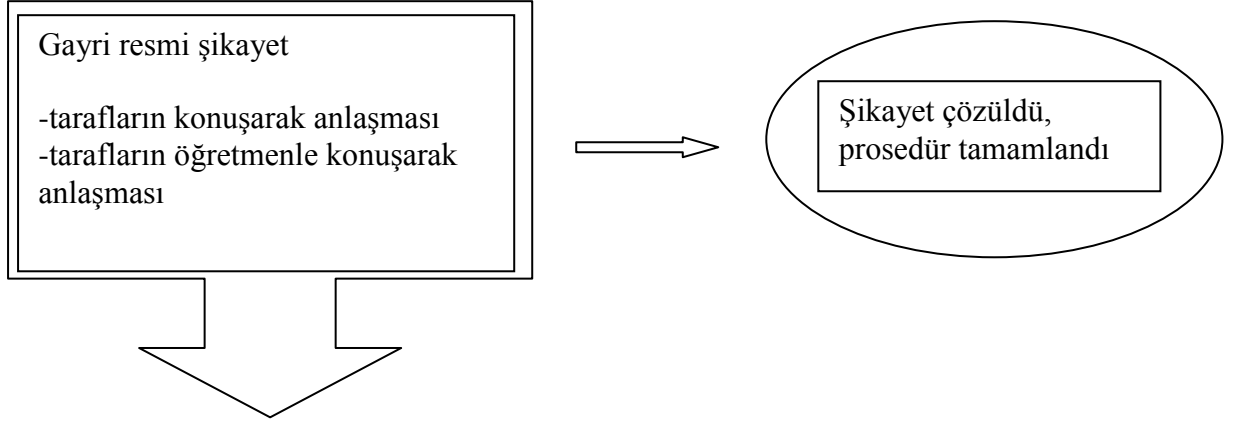 Gayri resmi şikayet
-tarafların konuşarak anlaşması
-tarafların öğretmenle konuşarak
anlaşması
Şikayet çözüldü,
prosedür tamamlandı